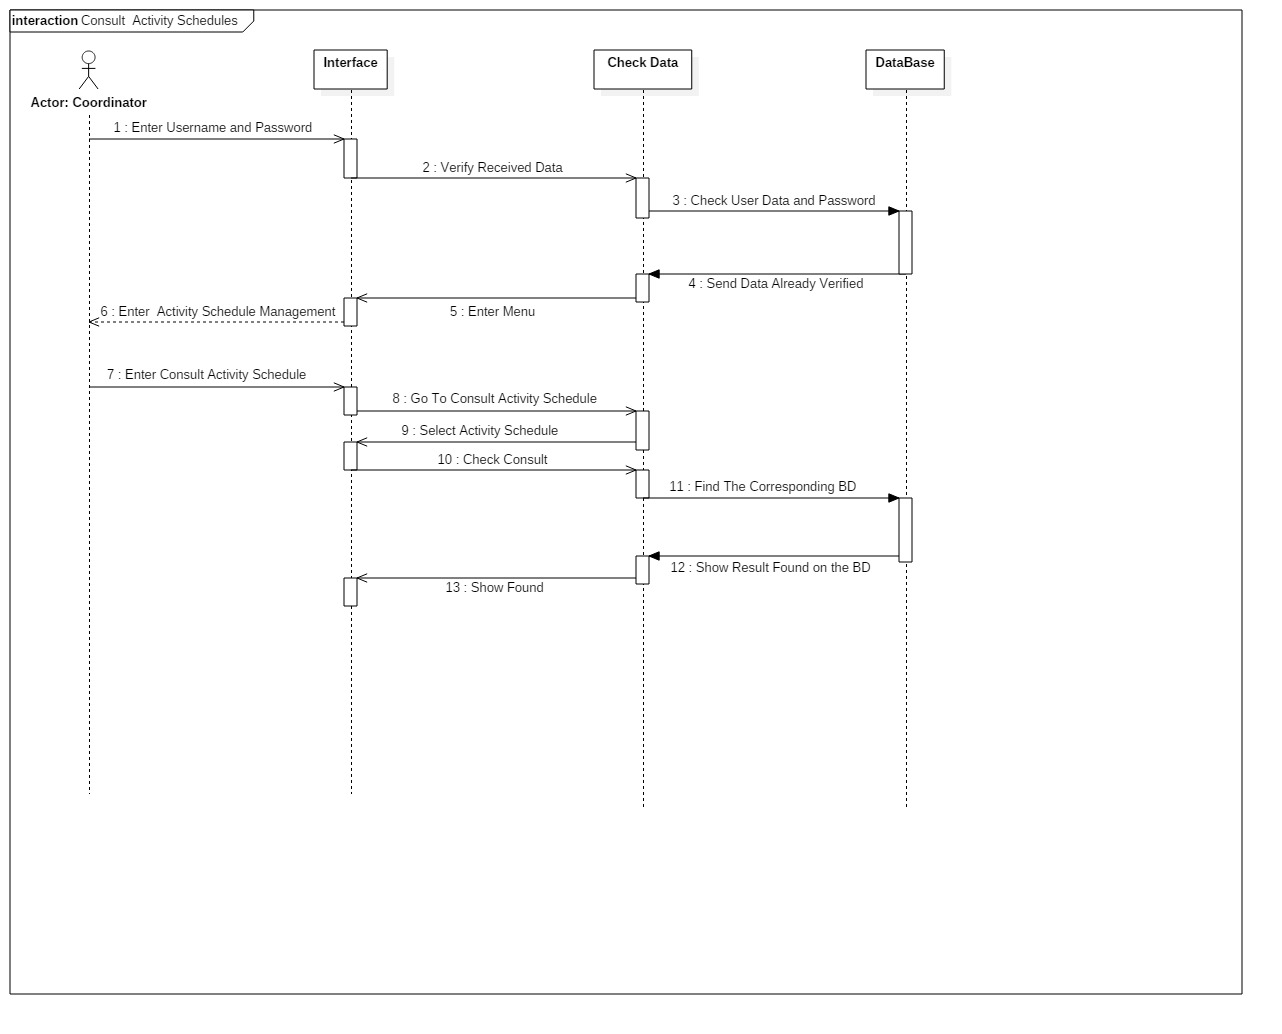 interaction Consult  Activity Schedules
Interface
Check Data
DataBase
Actor: Coordinator
1 : Enter Username and Password
2 : Verify Received Data
3 : Check User Data and Password
4 : Send Data Already Verified
5 : Enter Menu
6 : Enter  Activity Schedule Management
7 : Enter Consult Activity Schedule
8 : Go To Consult Activity Schedule
9 : Select Activity Schedule
10 : Check Consult
11 : Find The Corresponding BD
12 : Show Result Found on the BD
13 : Show Found